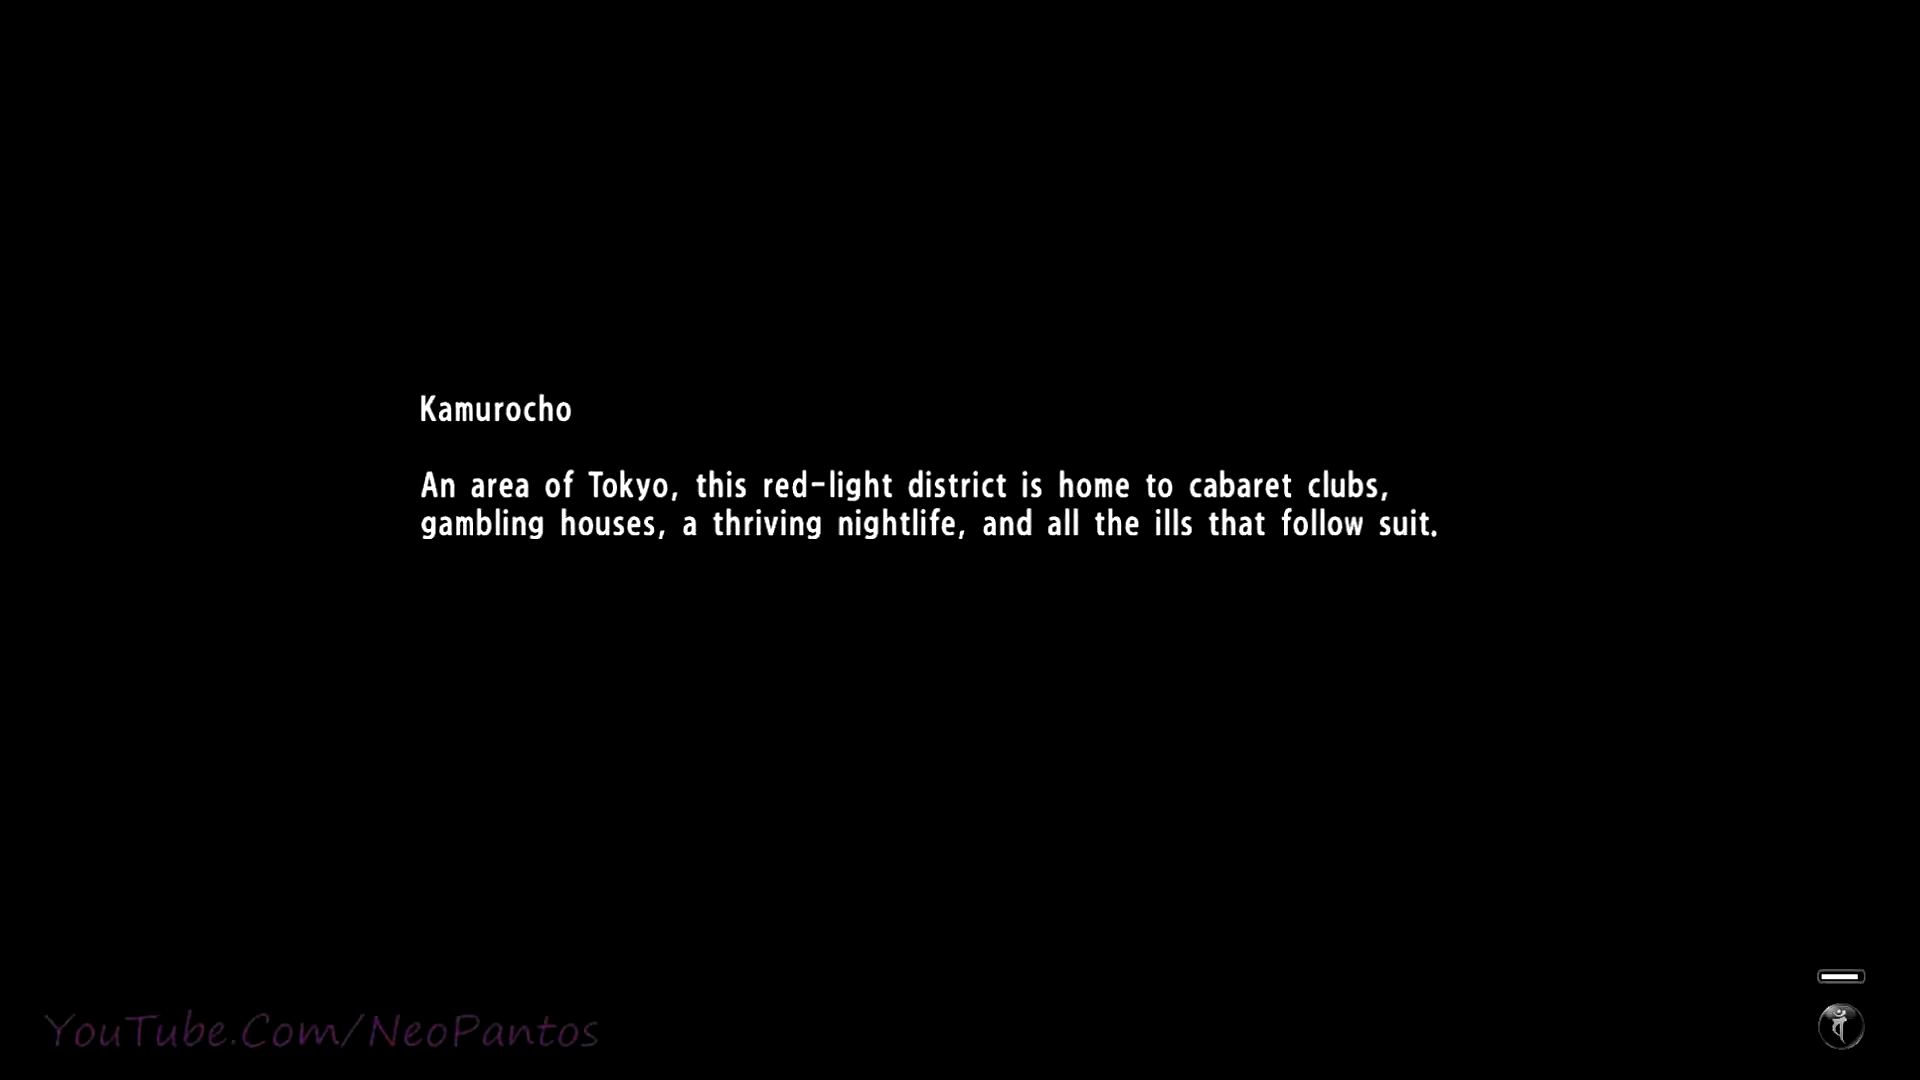 Kamurocho
An area of Tokyo, this red-light district is home to cabaret clubs,
gambling houses, a thriving nightlife, and all the ills that follow suit.
YouTube.Com/NeoPantos